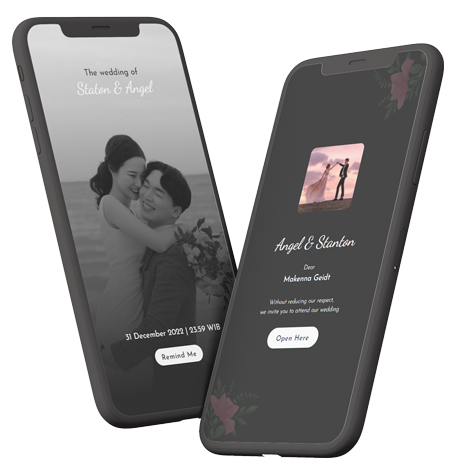 The wedding of
Staton & Angel
31 December 2022 | 23.59 WIB
Remind Me
Angel & Stanton
Dear
Makenna Geidt
Without reducing our respect,
we invite you to attend our wedding
Open Here